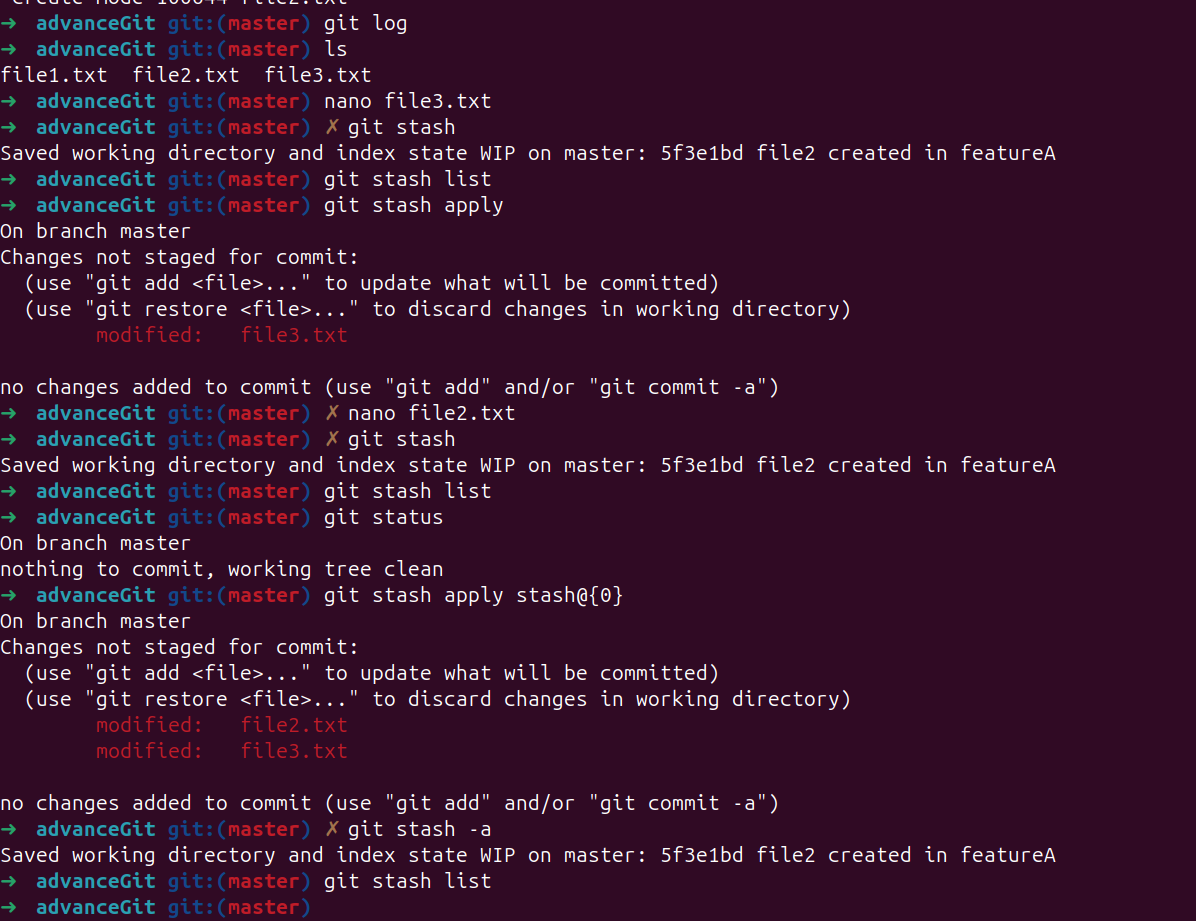 create mode 100644 file2.txt
→ advanceGit git:(master) git log
→ advanceGit git:(master) ls
file1.txt  file2.txt  file3.txt
→ advanceGit git:(master) nano file3.txt
→ advanceGit git:(master) ✗ git stash
Saved working directory and index state WIP on master: 5f3e1bd file2 created in featureA
→ advanceGit git:(master) git stash list
→ advanceGit git:(master) git stash apply
On branch master
Changes not staged for commit:
  (use "git add <file>..." to update what will be committed)
  (use "git restore <file>..." to discard changes in working directory)
        modified:   file3.txt

no changes added to commit (use "git add" and/or "git commit -a")
→ advanceGit git:(master) ✗ nano file2.txt
→ advanceGit git:(master) ✗ git stash
Saved working directory and index state WIP on master: 5f3e1bd file2 created in featureA
→ advanceGit git:(master) git stash list
→ advanceGit git:(master) git status
On branch master
nothing to commit, working tree clean
→ advanceGit git:(master) git stash apply stash@{0}
On branch master
Changes not staged for commit:
  (use "git add <file>..." to update what will be committed)
  (use "git restore <file>..." to discard changes in working directory)
        modified:   file2.txt
        modified:   file3.txt

no changes added to commit (use "git add" and/or "git commit -a")
→ advanceGit git:(master) ✗ git stash -a
Saved working directory and index state WIP on master: 5f3e1bd file2 created in featureA
→ advanceGit git:(master) git stash list
→ advanceGit git:(master)